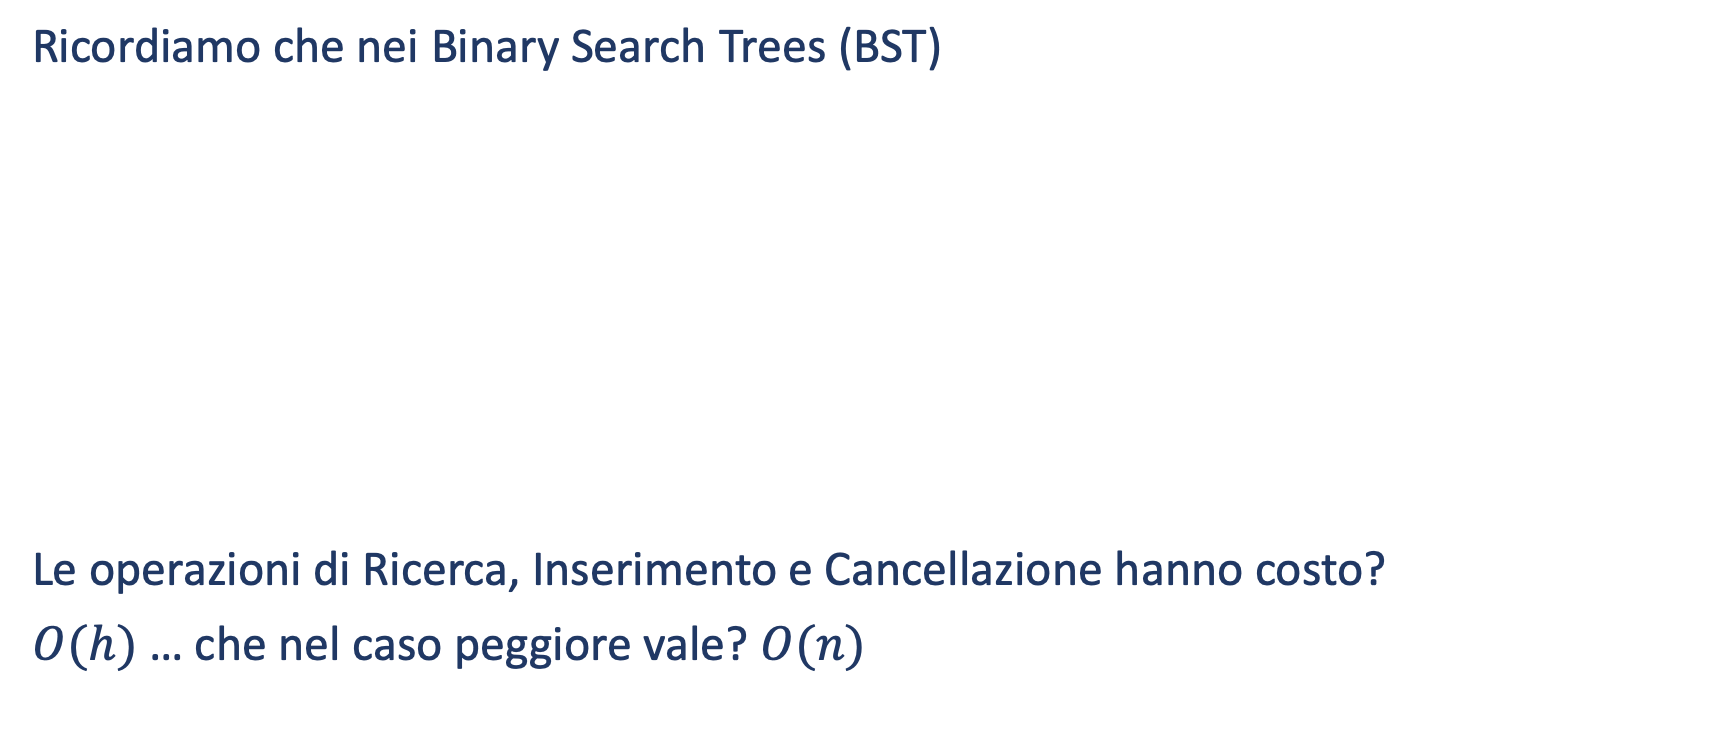 Ricordiamo che nei Binary Search Trees (BST)
Le operazioni di Ricerca, Inserimento e Cancellazione hanno costo?
O(h) ... che nel caso peggiore vale? O(n)